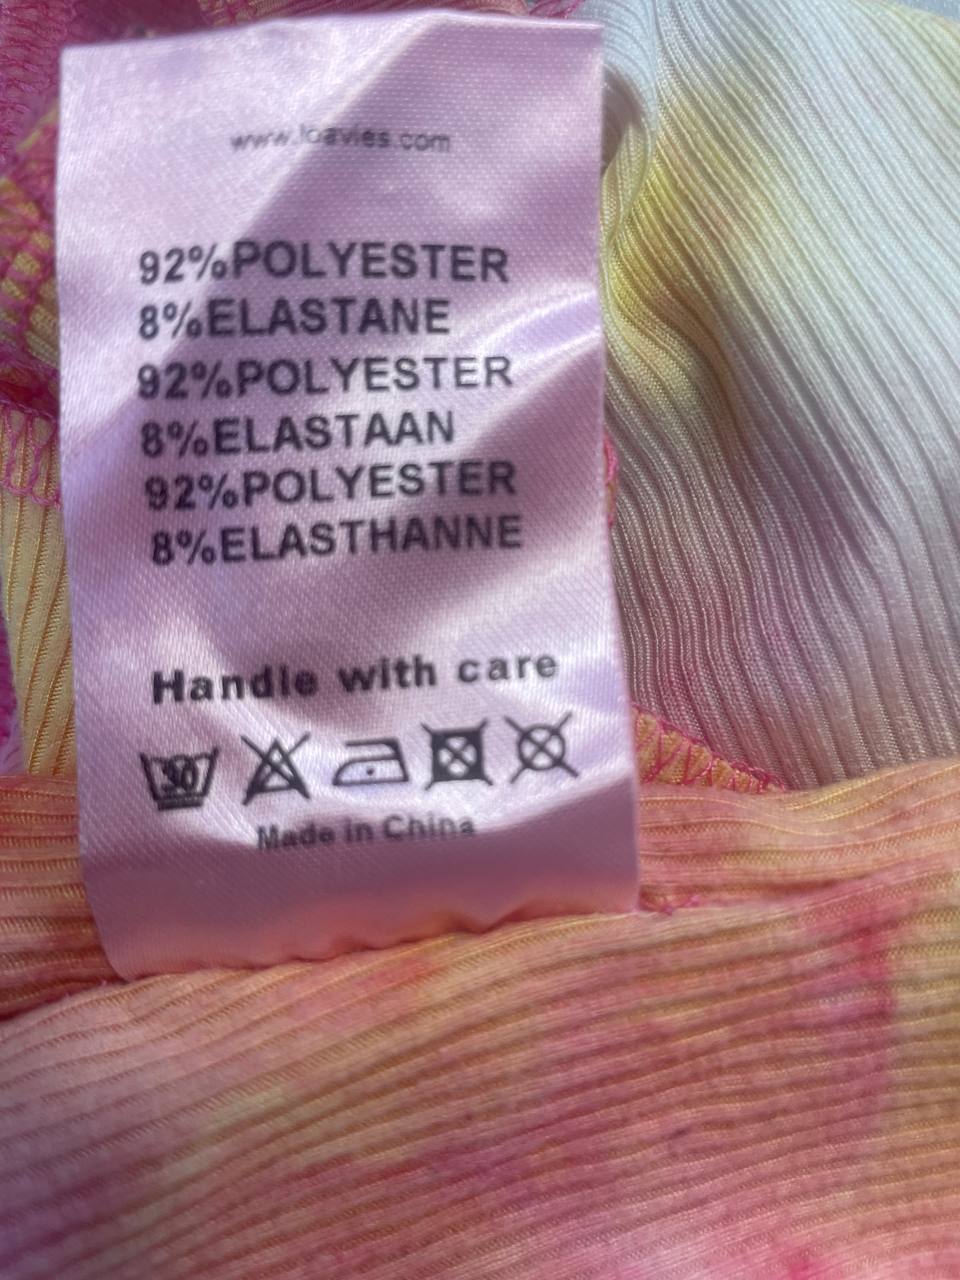 www.loavies.com
92%POLYESTER
8%ELASTANE
92%POLYESTER
8%ELASTAAN
92%POLYESTER
8%ELASTHANNE
Handle with care
30
Made in China